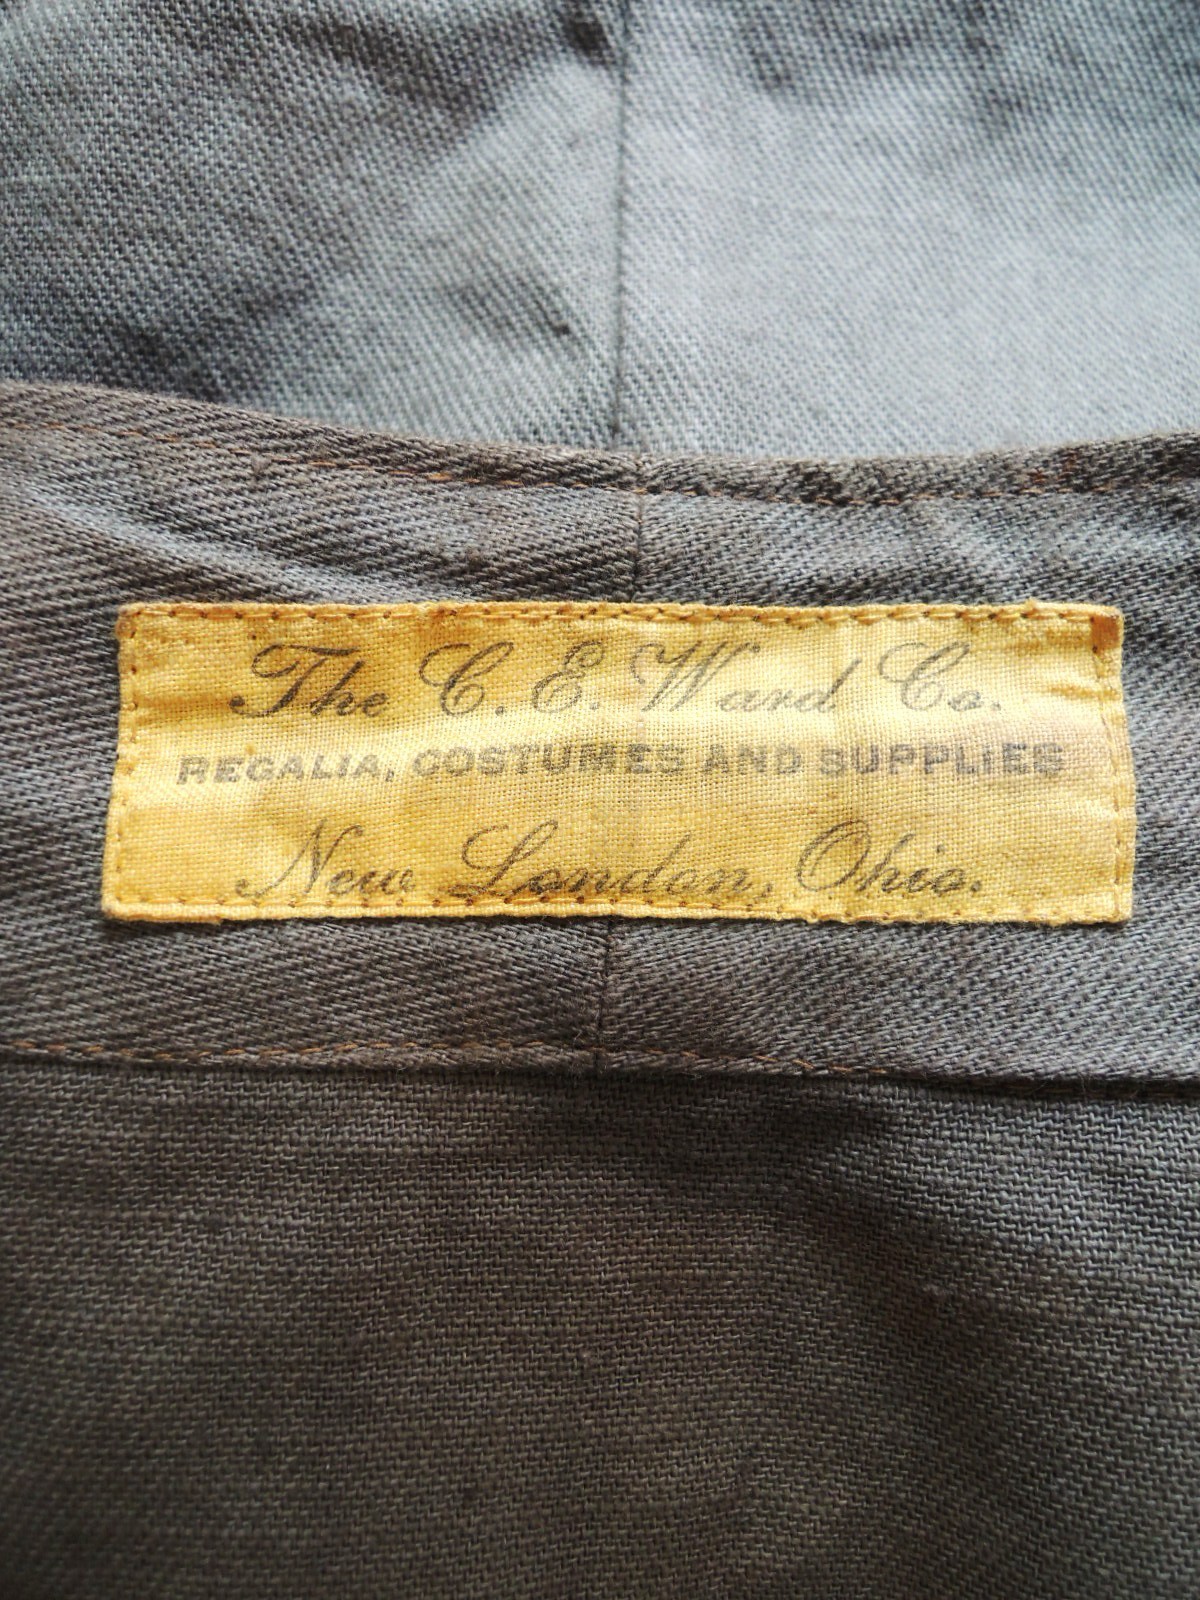 The C. E. Ward Co.
REGALIA, COSTUMES AND SUPPLIES
New London, Ohio.